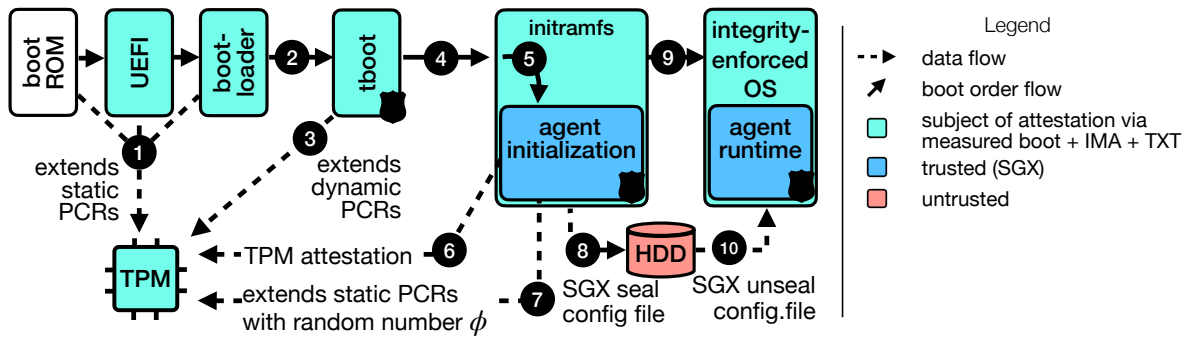 boot
ROM
UEFI
boot-
loader
2
tboot
4
initramfs
5
agent
initialization
9
integrity-
enforced
OS
agent
runtime
1
extends
static
PCRs
3
extends
dynamic
PCRs
TPM
TPM attestation
6
extends static PCRs
with random number ϕ
7
8
HDD
10
SGX seal
config file
SGX unseal
config.file
Legend
data flow
boot order flow
subject of attestation via
measured boot + IMA + TXT
trusted (SGX)
untrusted